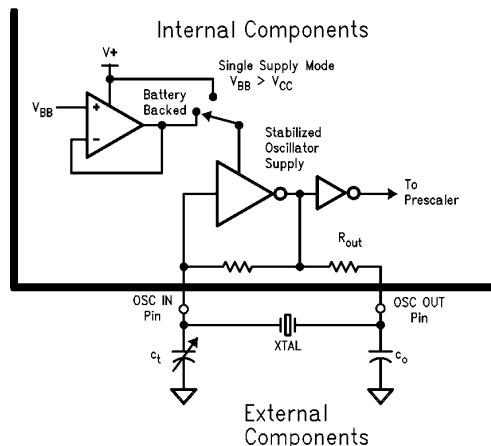 Internal Components
V+
Single Supply Mode
VBB > VCC
Battery
Backed
VBB
+
−
Stabilized
Oscillator
Supply
To
Prescaler
Rout
OSC IN
Pin
OSC OUT
Pin
XTAL
Ct
Co
External
Components